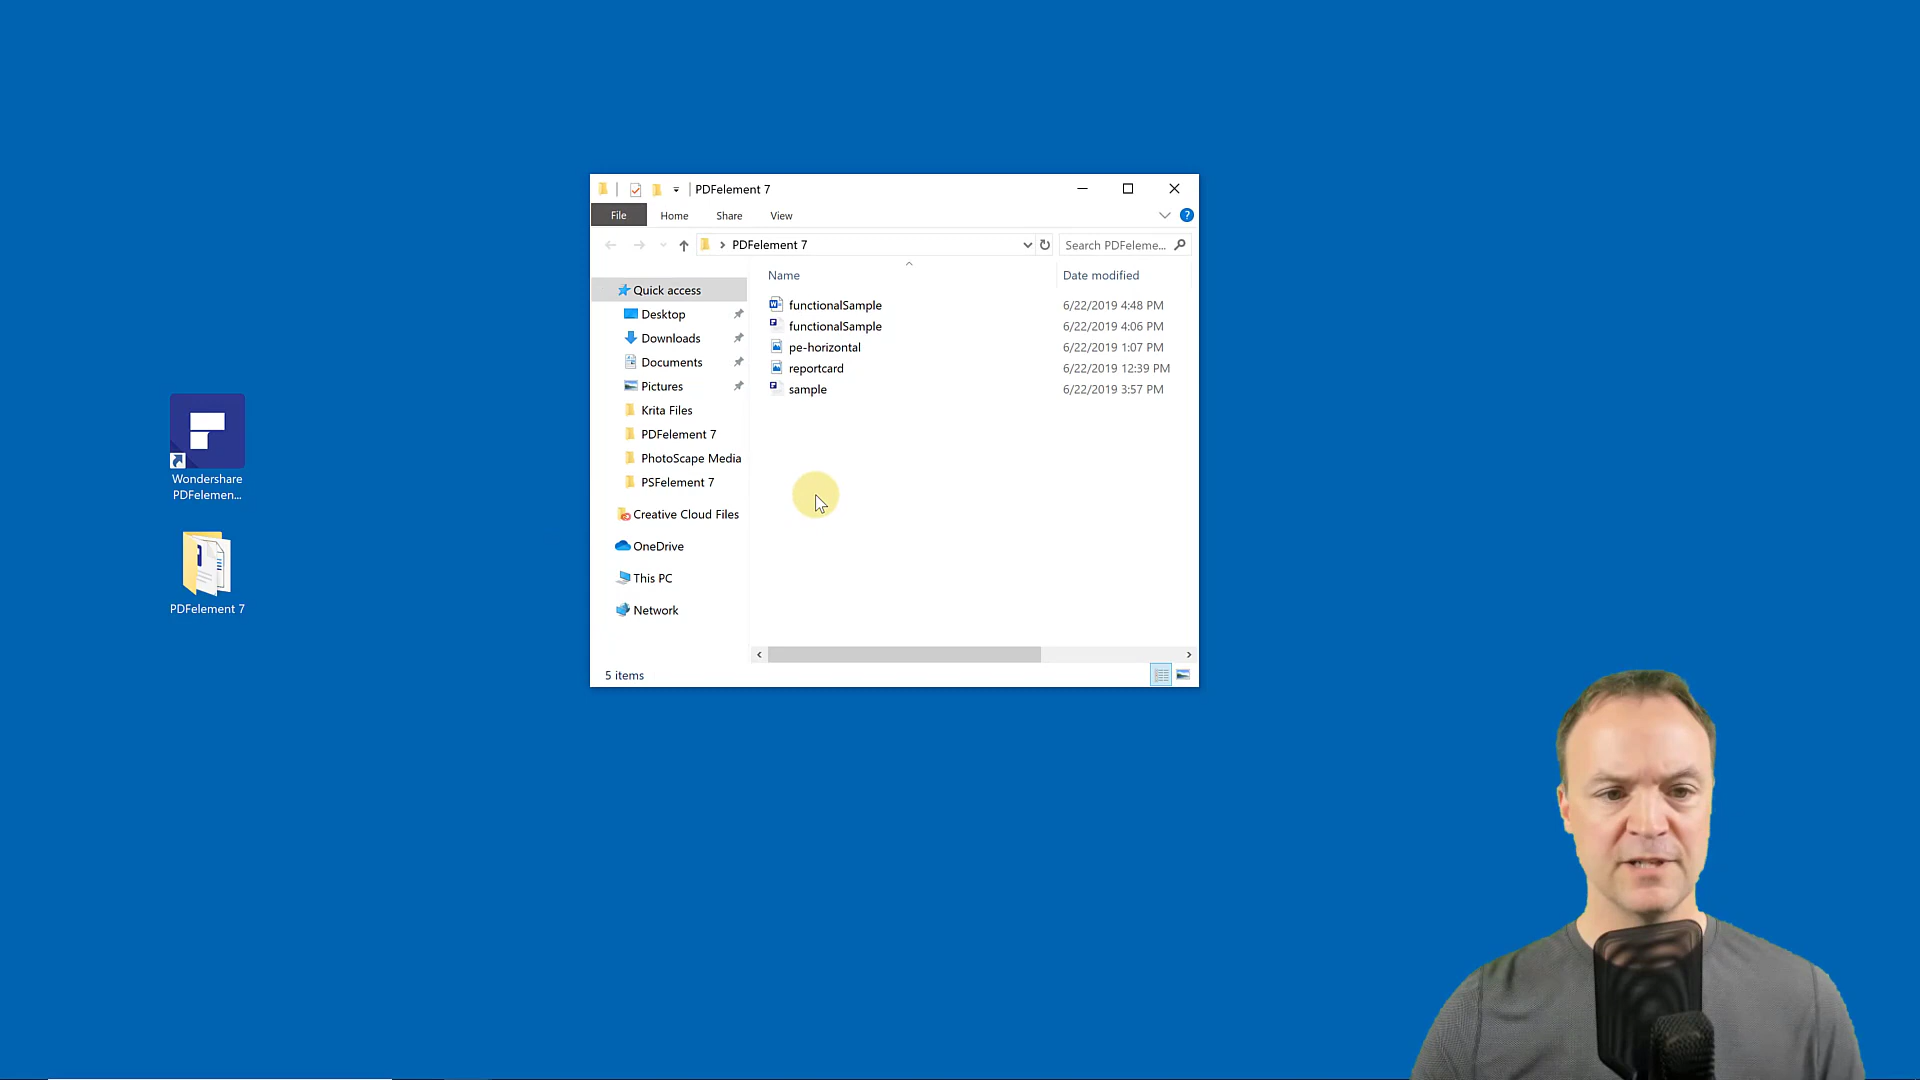 Wondershare
PDFelemen...
PDFelement 7
PDFelement 7
File Home Share View
PDFelement 7
Search PDFeleme...
Name Date modified
Quick access
Desktop
Downloads
Documents
Pictures
Krita Files
PDFelement 7
PhotoScape Media
PSFelement 7
Creative Cloud Files
OneDrive
This PC
Network
functionalSample 6/22/2019 4:48 PM
functionalSample 6/22/2019 4:06 PM
pe-horizontal 6/22/2019 1:07 PM
reportcard 6/22/2019 12:39 PM
sample 6/22/2019 3:57 PM
5 items